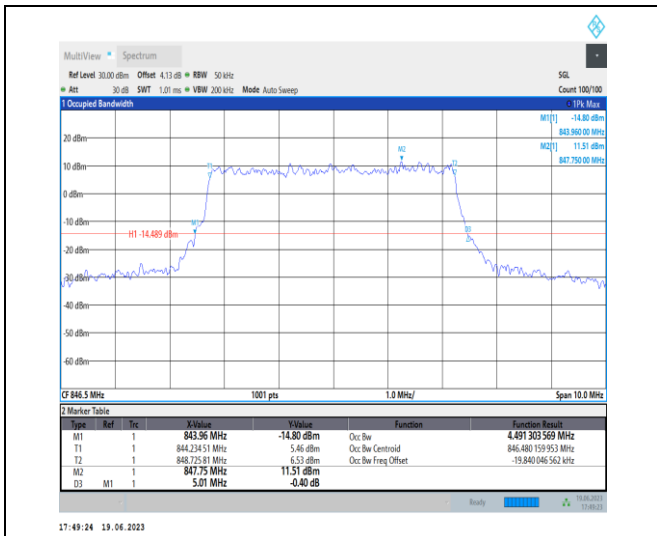 MultiView Spectrum
Ref Level 30.00 dBm Offset 4.13 dB RBW 50 kHz SGL
Att 30 dB SWT 1.01 ms VBW 200 kHz Mode Auto Sweep Count 100/100
1 Occupied Bandwidth 1Pk Max
M1[1] -14.80 dBm
843.960 00 MHz
M2[1] 11.51 dBm
847.750 00 MHz
20 dBm
M2
10 dBm
T1
T2
0 dBm
-10 dBm
M1
H1 -14.489 dBm
D3
-20 dBm
-30 dBm
-40 dBm
-50 dBm
-60 dBm
CF 846.5 MHz 1001 pts 1.0 MHz/ Span 10.0 MHz
2 Marker Table
Type Ref Trc X-Value Y-Value Function Function Result
M1 1 843.96 MHz -14.80 dBm Occ Bw 4.491 303 569 MHz
T1 1 844.234 51 MHz 5.46 dBm Occ Bw Centroid 846.480 159 953 MHz
T2 1 848.725 81 MHz 6.53 dBm Occ Bw Freq Offset -19.840 046 562 kHz
M2 1 847.75 MHz 11.51 dBm
D3 M1 1 5.01 MHz -0.40 dB
Ready 19.06.2023
17:49:23
17:49:24 19.06.2023